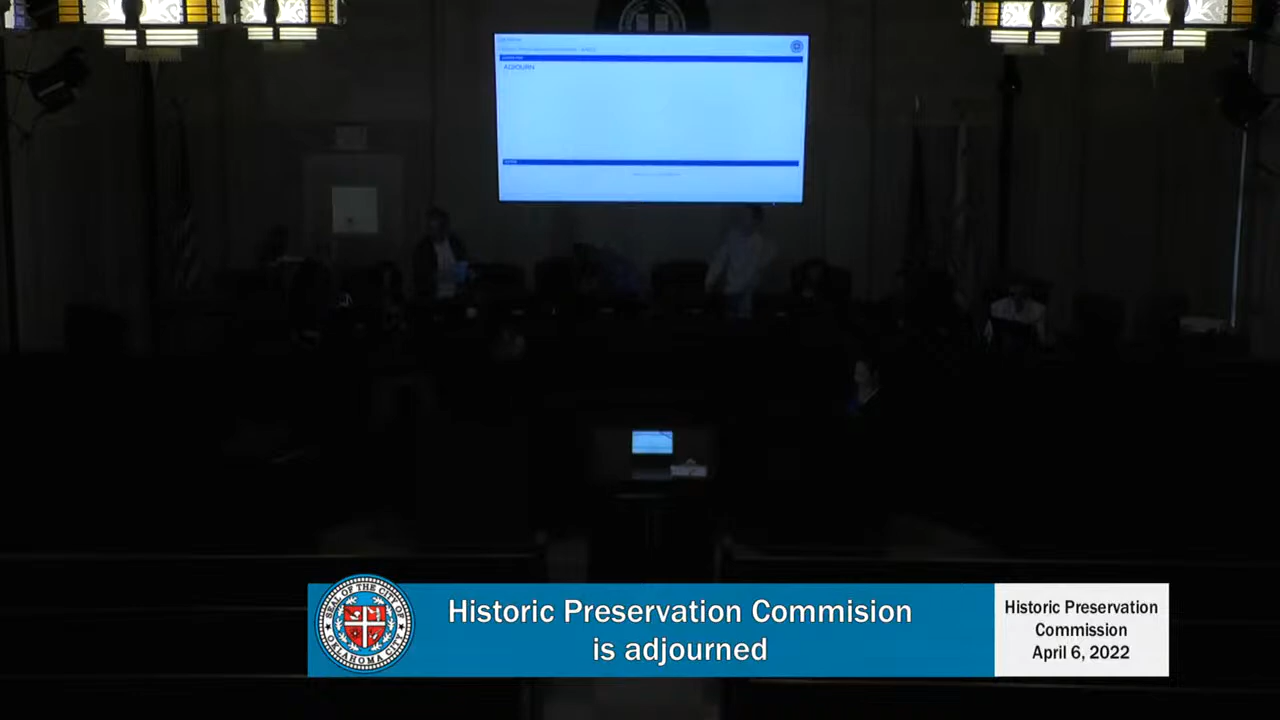 ADJOURN
Historic Preservation Commision
is adjourned
SEAL OF THE CITY OF
OKLAHOMA CITY
Historic Preservation
Commission
April 6, 2022